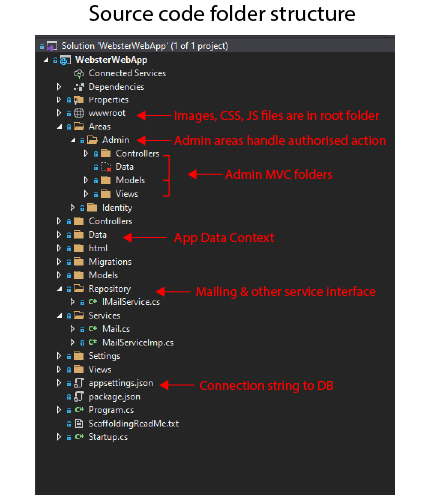 Source code folder structure
Solution 'WebsterWebApp' (1 of 1 project)
WebsterWebApp
Connected Services
Dependencies
Properties
wwwroot
Images, CSS, JS files are in root folder
Areas
Admin
Admin areas handle authorised action
Controllers
Data
Admin MVC folders
Models
Views
Identity
Controllers
Data
App Data Context
html
Migrations
Models
Repository
Mailing & other service interface
IMailService.cs
Services
Mail.cs
MailServiceImp.cs
Settings
Views
appsettings.json
Connection string to DB
package.json
Program.cs
ScaffoldingReadMe.txt
Startup.cs